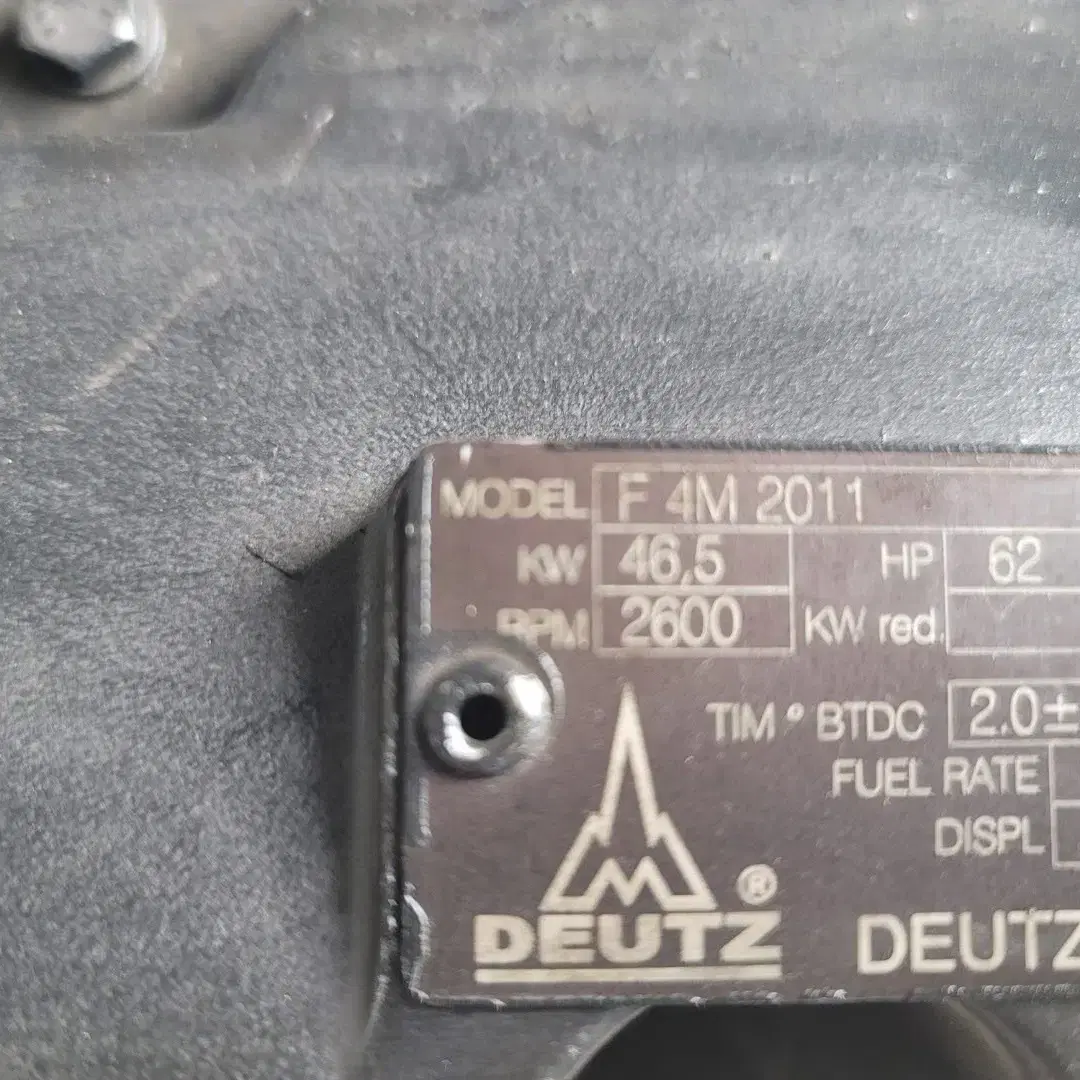 MODEL F 4M 2011
KW 46,5 HP 62
RPM 2600 KW red.
TIM ° BTDC 2.0±
FUEL RATE
DISPL
DEUTZ ®
DEUTZ